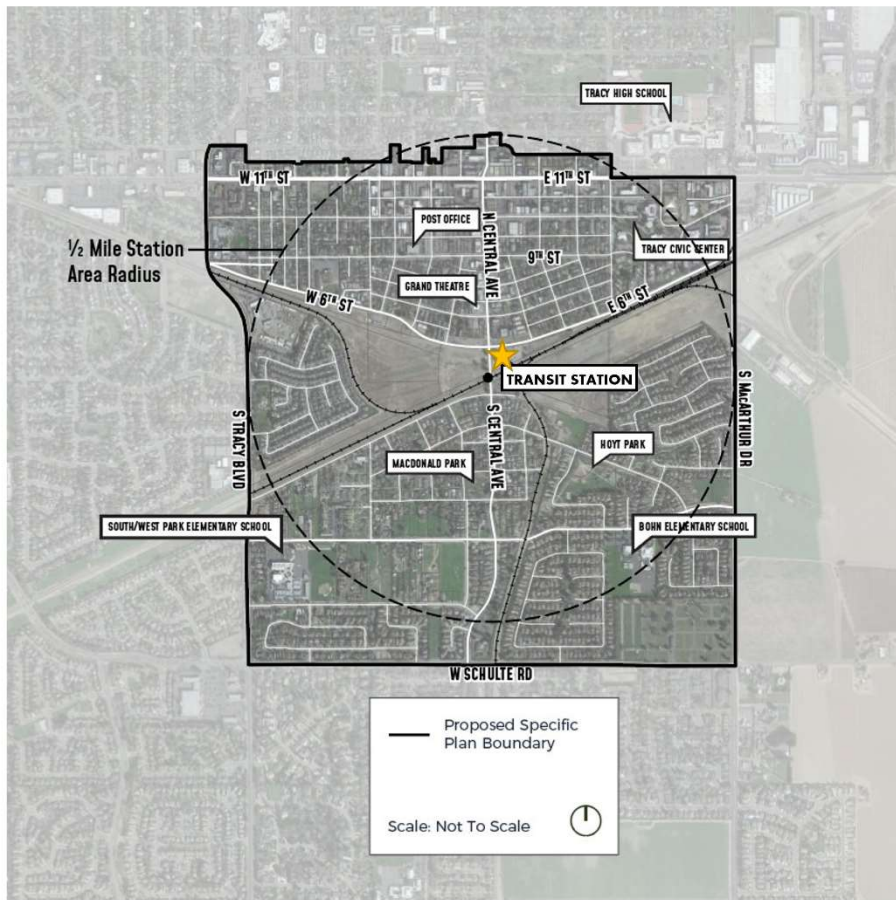 TRACY HIGH SCHOOL
W 11TH ST
E 11TH ST
POST OFFICE
N CENTRAL AVE
TRACY CIVIC CENTER
½ Mile Station
Area Radius
9TH ST
GRAND THEATRE
W 6TH ST
E 6TH ST
TRANSIT STATION
S TRACY BLVD
S CENTRAL AVE
S MACARTHUR DR
HOYT PARK
MACDONALD PARK
SOUTH/WEST PARK ELEMENTARY SCHOOL
BOHN ELEMENTARY SCHOOL
W SCHULTE RD
Proposed Specific
Plan Boundary
Scale: Not To Scale